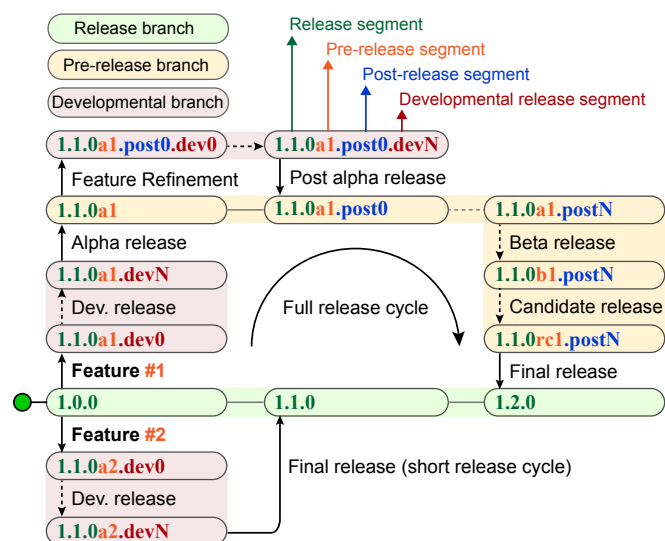 Release branch
Pre-release branch
Developmental branch
Release segment
Pre-release segment
Post-release segment
Developmental release segment
1.1.0a1.post0.dev0
1.1.0a1.post0.devN
Feature Refinement
Post alpha release
1.1.0a1
1.1.0a1.post0
1.1.0a1.postN
Alpha release
Beta release
1.1.0a1.devN
1.1.0b1.postN
Dev. release
Full release cycle
Candidate release
1.1.0a1.dev0
1.1.0rc1.postN
Feature #1
Final release
1.0.0
1.1.0
1.2.0
Feature #2
1.1.0a2.dev0
Final release (short release cycle)
Dev. release
1.1.0a2.devN